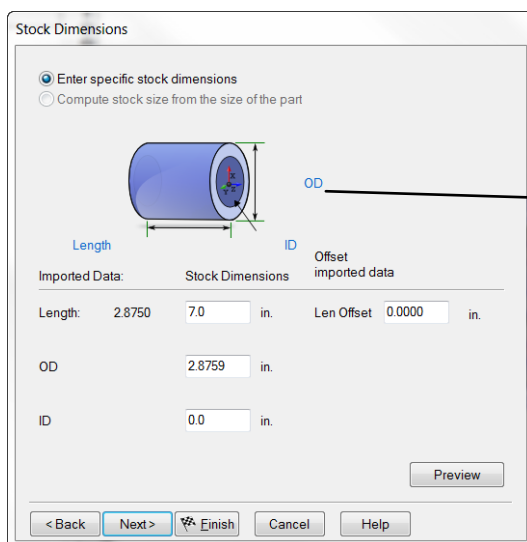 Stock Dimensions
Enter specific stock dimensions
Compute stock size from the size of the part
OD
Length
ID
Imported Data:
Stock Dimensions
Offset
imported data
Length: 2.8750 7.0 in. Len Offset 0.0000 in.
OD 2.8759 in.
ID 0.0 in.
Preview
< Back Next > Finish Cancel Help